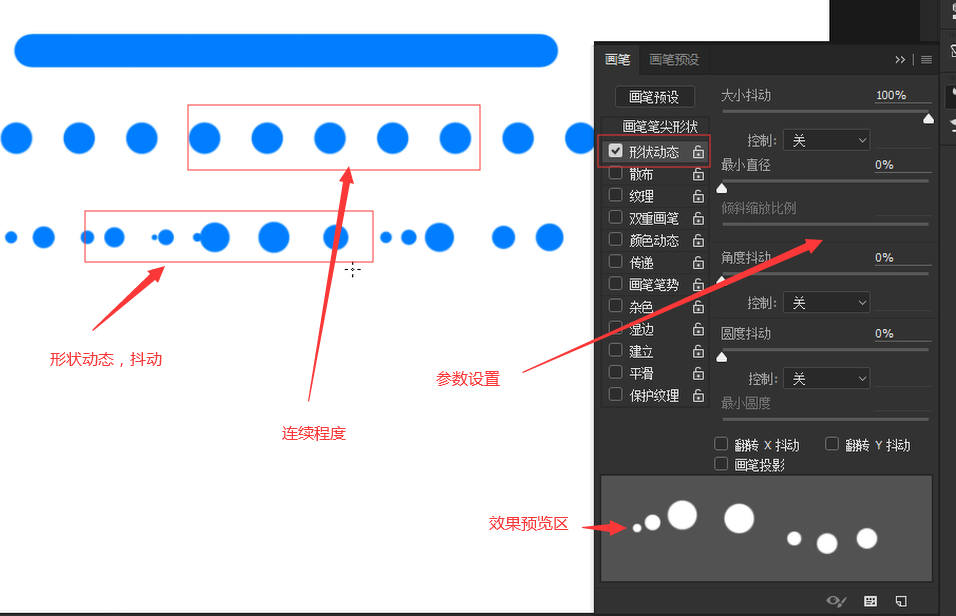 画笔 画笔预设
画笔预设
画笔笔尖形状
形状动态
散布
纹理
双重画笔
颜色动态
传递
画笔笔势
杂色
湿边
建立
平滑
保护纹理
大小抖动 100%
控制: 关
最小直径 0%
倾斜缩放比例
角度抖动 0%
控制: 关
圆度抖动 0%
控制: 关
最小圆度
翻转 X 抖动 翻转 Y 抖动
画笔投影
形状动态，抖动
连续程度
参数设置
效果预览区